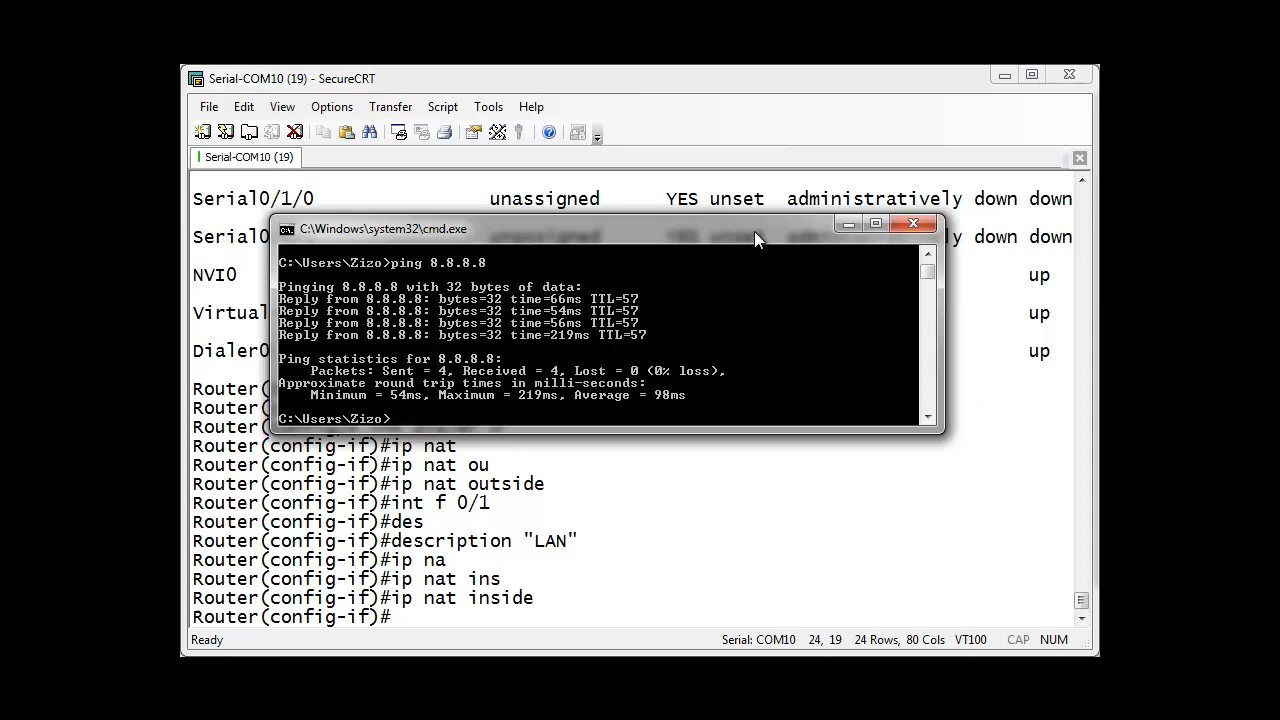 Serial-COM10 (19) - SecureCRT
File Edit View Options Transfer Script Tools Help
Serial-COM10 (19)
Serial0/1/0 unassigned YES unset administratively down down
Serial0 unassigned YES unset administratively down down
NVI0 up
Virtual up
Dialer0 up
Router(
Router(
C:\Windows\system32\cmd.exe
C:\Users\Zizo>ping 8.8.8.8
Pinging 8.8.8.8 with 32 bytes of data:
Reply from 8.8.8.8: bytes=32 time=66ms TTL=57
Reply from 8.8.8.8: bytes=32 time=54ms TTL=57
Reply from 8.8.8.8: bytes=32 time=56ms TTL=57
Reply from 8.8.8.8: bytes=32 time=219ms TTL=57
Ping statistics for 8.8.8.8:
Packets: Sent = 4, Received = 4, Lost = 0 (0% loss),
Approximate round trip times in milli-seconds:
Minimum = 54ms, Maximum = 219ms, Average = 98ms
C:\Users\Zizo>
Router(config-if)#ip nat
Router(config-if)#ip nat ou
Router(config-if)#ip nat outside
Router(config-if)#int f 0/1
Router(config-if)#des
Router(config-if)#description "LAN"
Router(config-if)#ip na
Router(config-if)#ip nat ins
Router(config-if)#ip nat inside
Router(config-if)#
Ready Serial: COM10 24, 19 24 Rows, 80 Cols VT100 CAP NUM